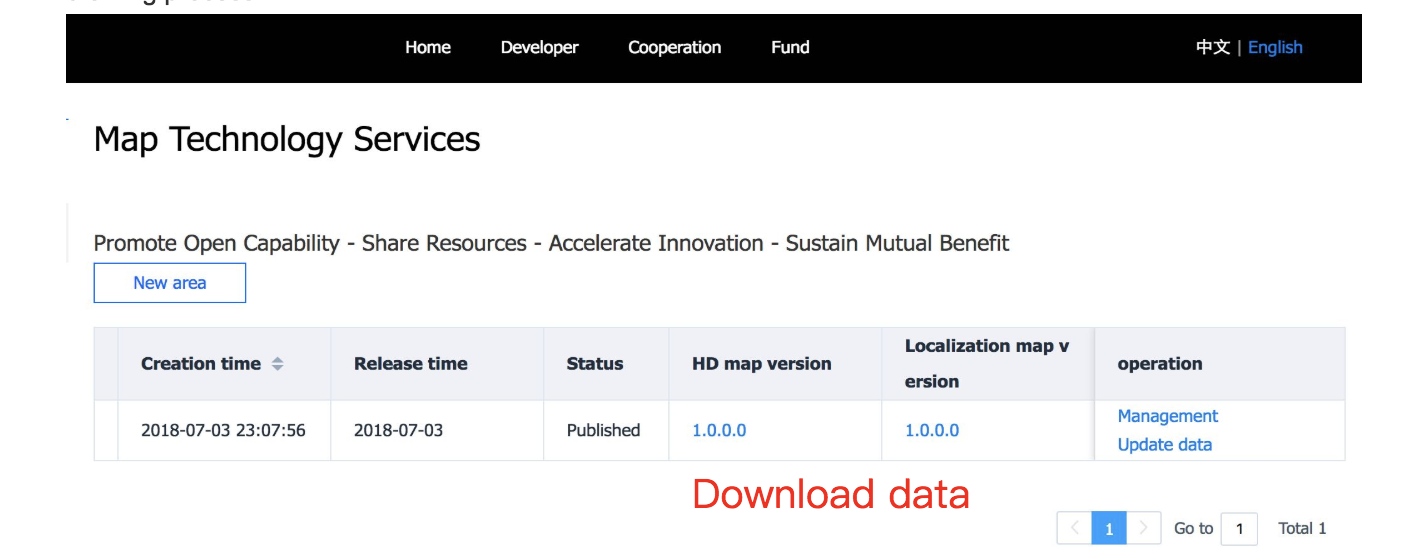 Home Developer Cooperation Fund 中文 | English
Map Technology Services
Promote Open Capability - Share Resources - Accelerate Innovation - Sustain Mutual Benefit
New area
Creation time Release time Status HD map version Localization map v
ersion operation
2018-07-03 23:07:56 2018-07-03 Published 1.0.0.0 1.0.0.0 Management
Update data
Download data
1 Go to 1 Total 1